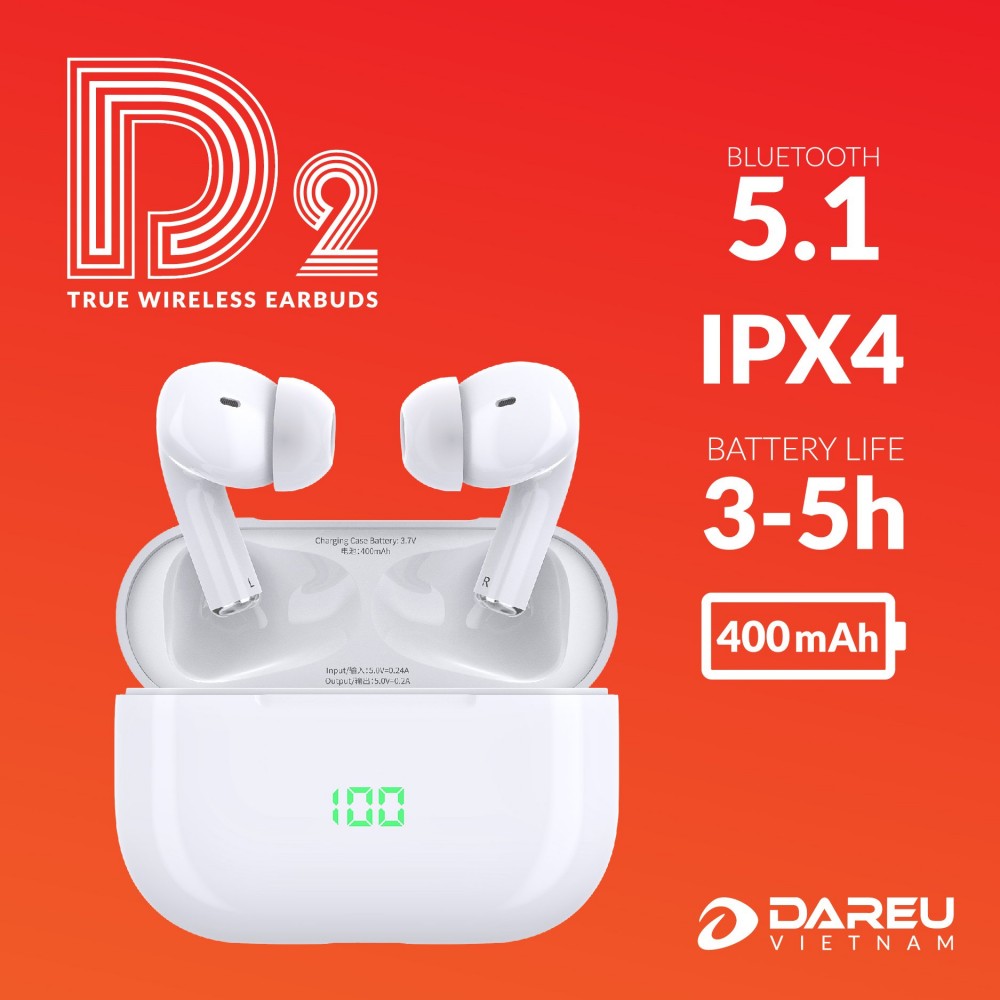 D2
TRUE WIRELESS EARBUDS
BLUETOOTH
5.1
IPX4
BATTERY LIFE
3-5h
400mAh
Charging Case Battery: 3.7V
电池:400mAh
L
R
Input/输入:5.0V=0.24A
Output/输出:5.0V=0.2A
100
DAREU
VIETNAM